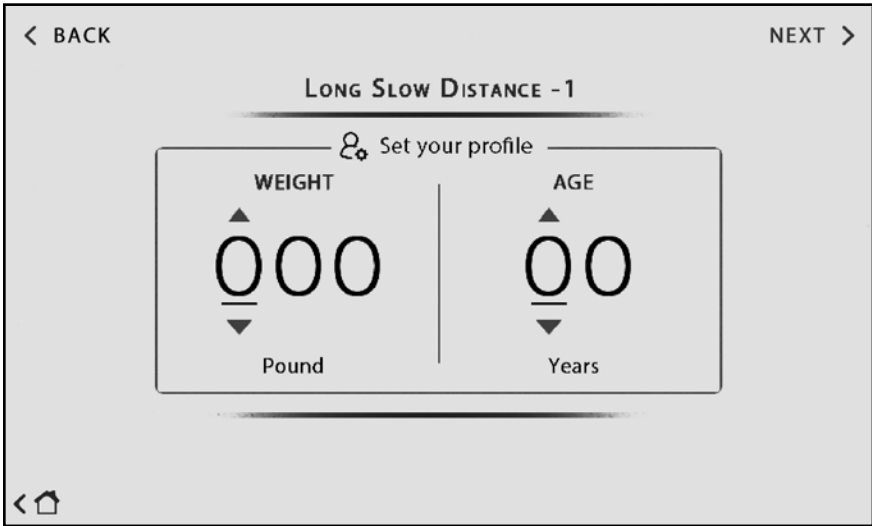 BACK
NEXT
LONG SLOW DISTANCE -1
Set your profile
WEIGHT
AGE
000
00
Pound
Years